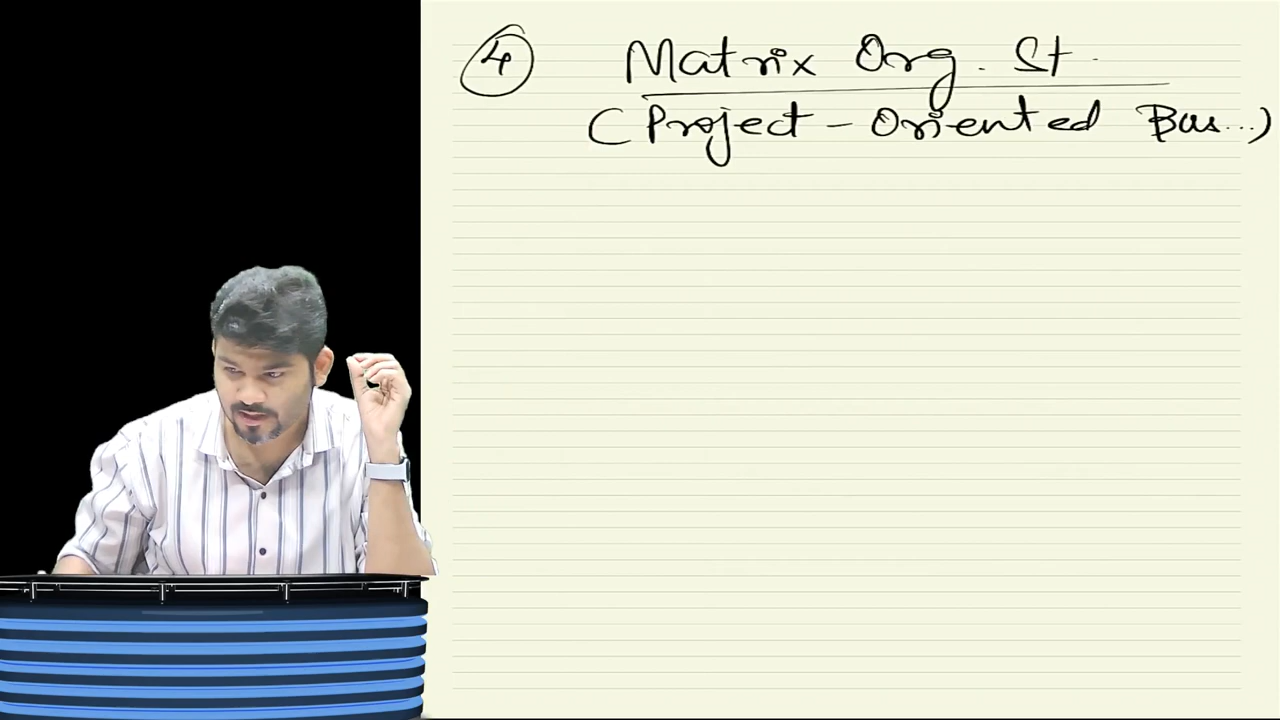 4 Matrix Org. St.
(Project - Oriented Bus...)